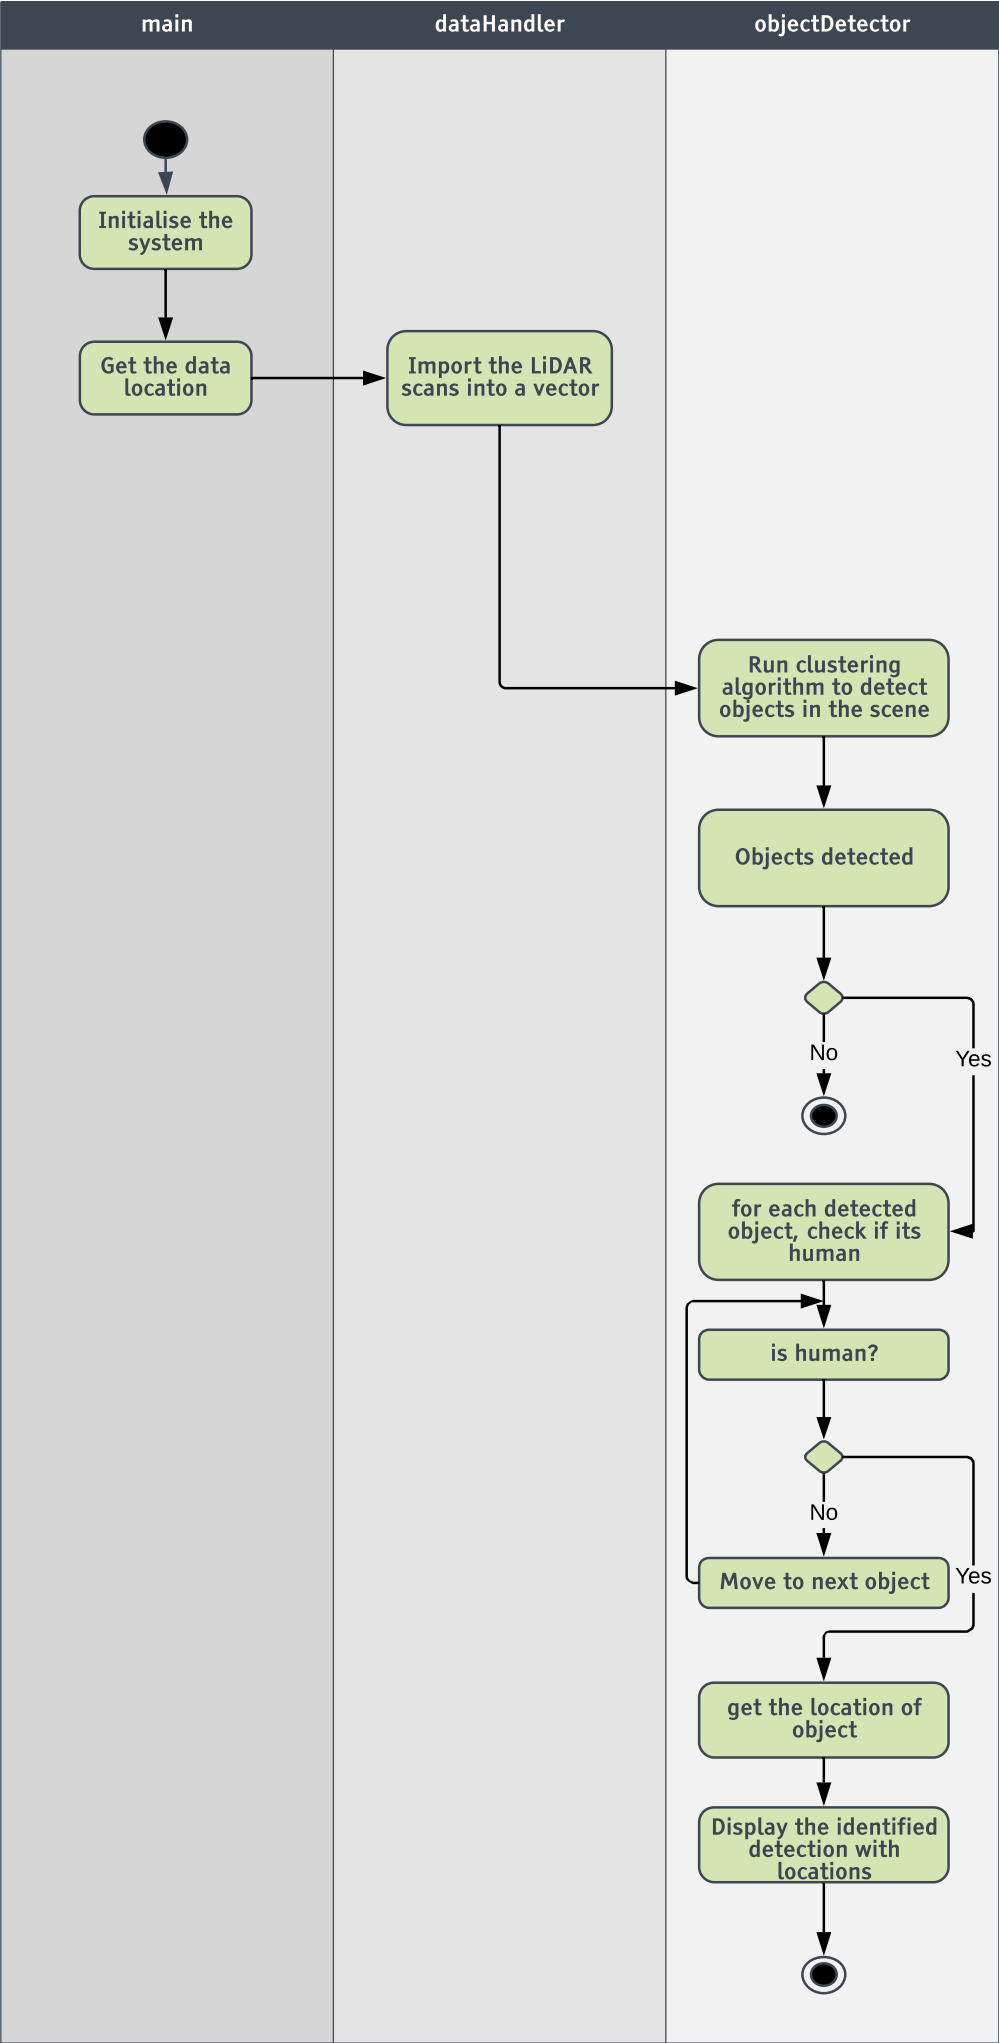 main
dataHandler
objectDetector
Initialise the
system
Get the data
location
Import the LiDAR
scans into a vector
Run clustering
algorithm to detect
objects in the scene
Objects detected
No
Yes
for each detected
object, check if its
human
is human?
No
Move to next object
Yes
get the location of
object
Display the identified
detection with
locations